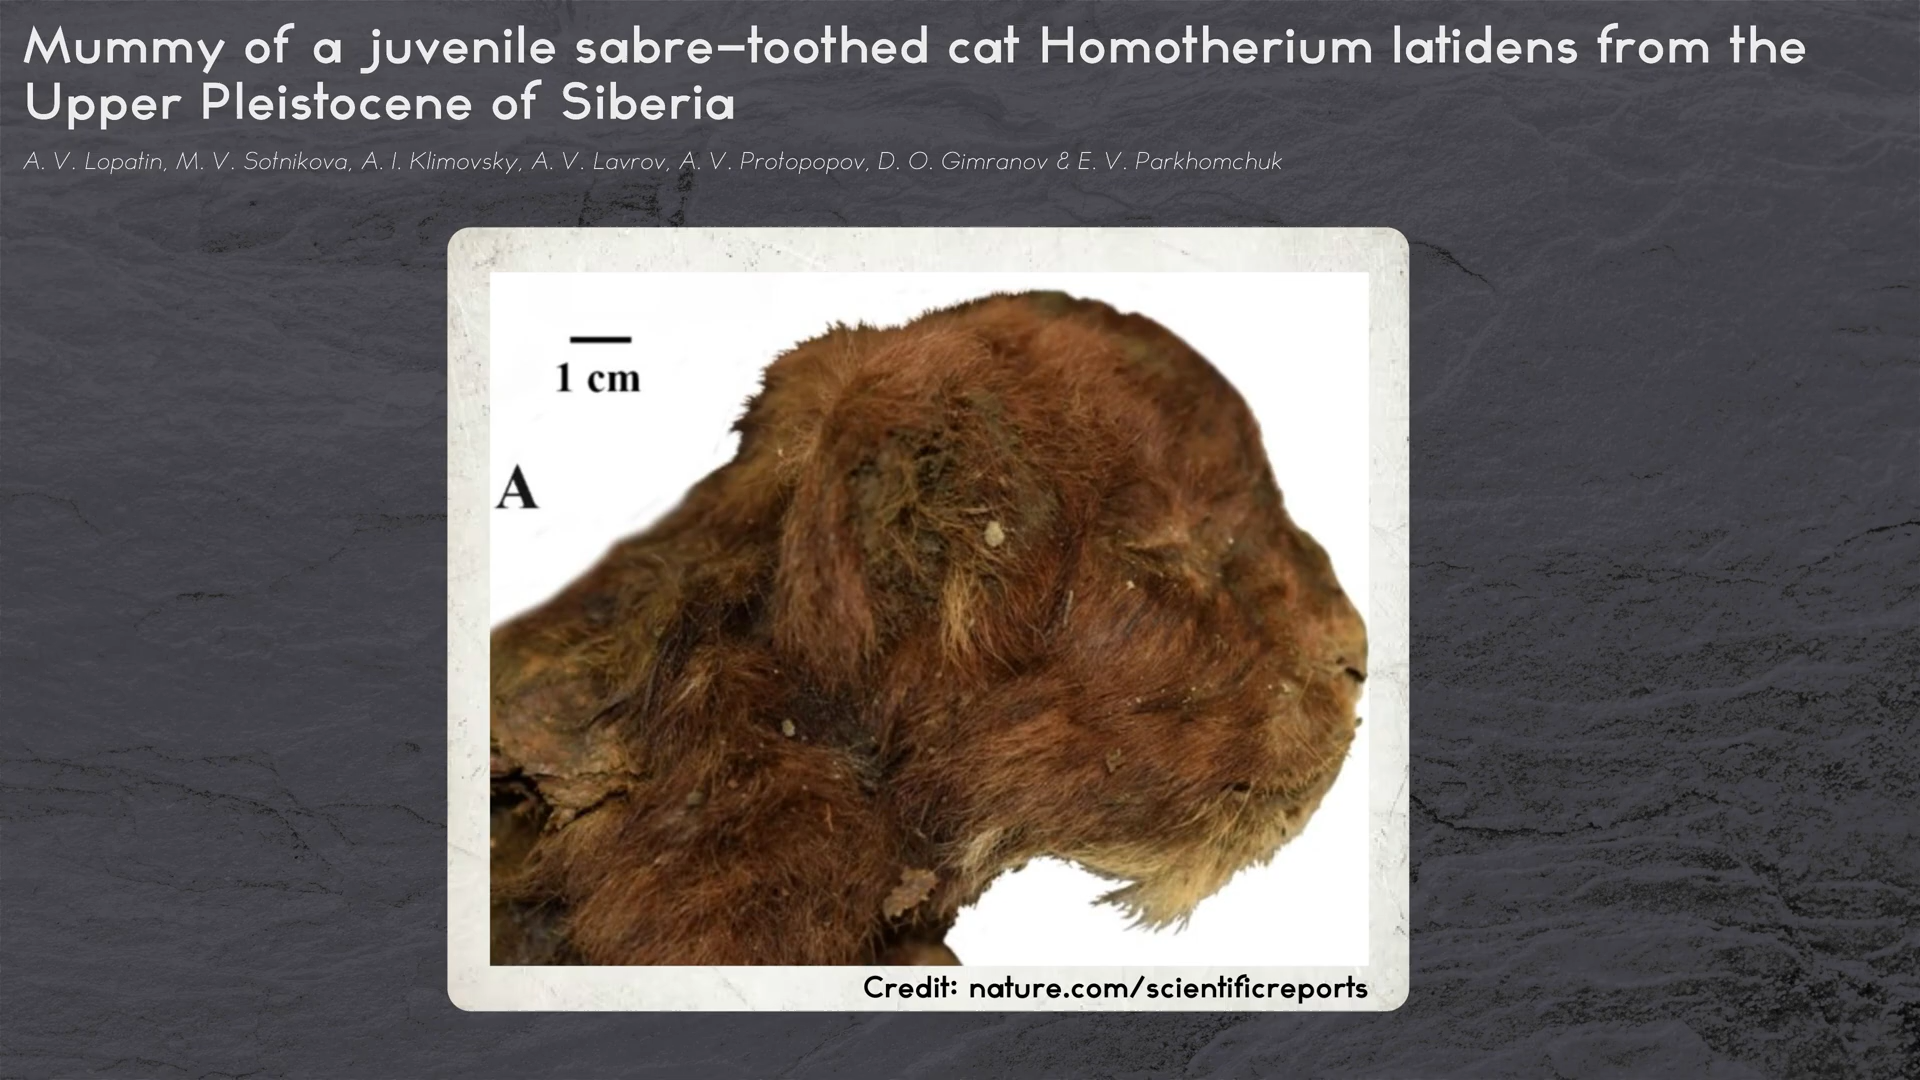 Mummy of a juvenile sabre-toothed cat Homotherium latidens from the
Upper Pleistocene of Siberia
A. V. Lopatin, M. V. Sotnikova, A. I. Klimovsky, A. V. Lavrov, A. V. Protopopov, D. O. Gimranov & E. V. Parkhomchuk
1 cm
A
Credit: nature.com/scientificreports